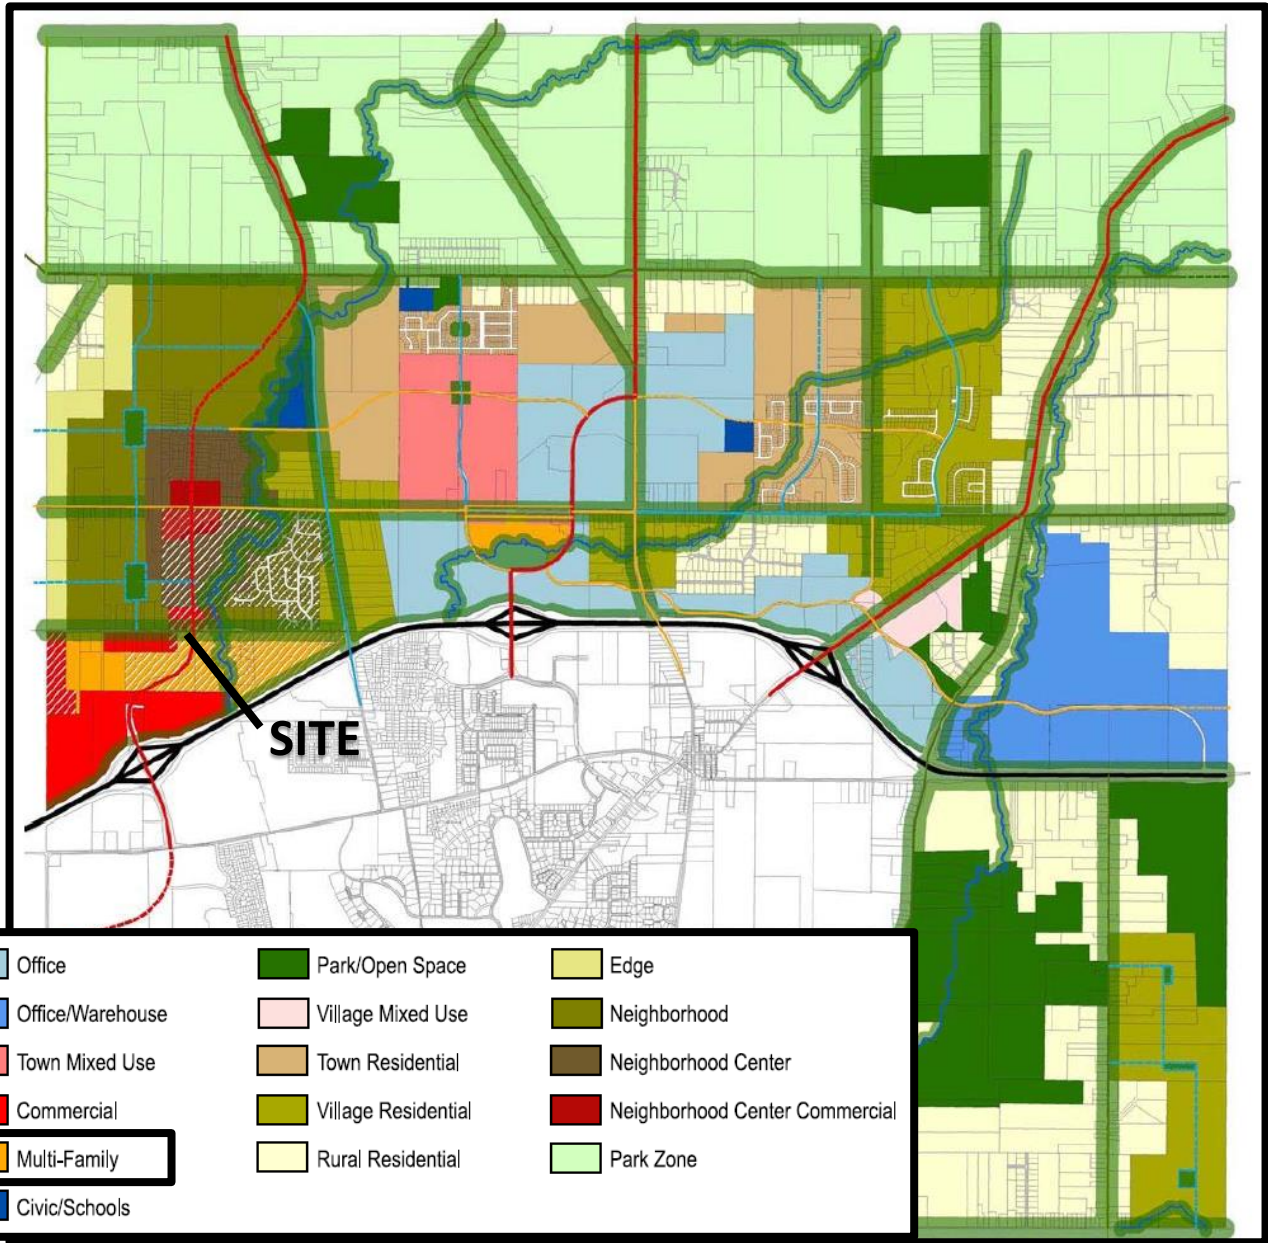 SITE
Office
Park/Open Space
Edge
Office/Warehouse
Village Mixed Use
Neighborhood
Town Mixed Use
Town Residential
Neighborhood Center
Commercial
Village Residential
Neighborhood Center Commercial
Multi-Family
Rural Residential
Park Zone
Civic/Schools